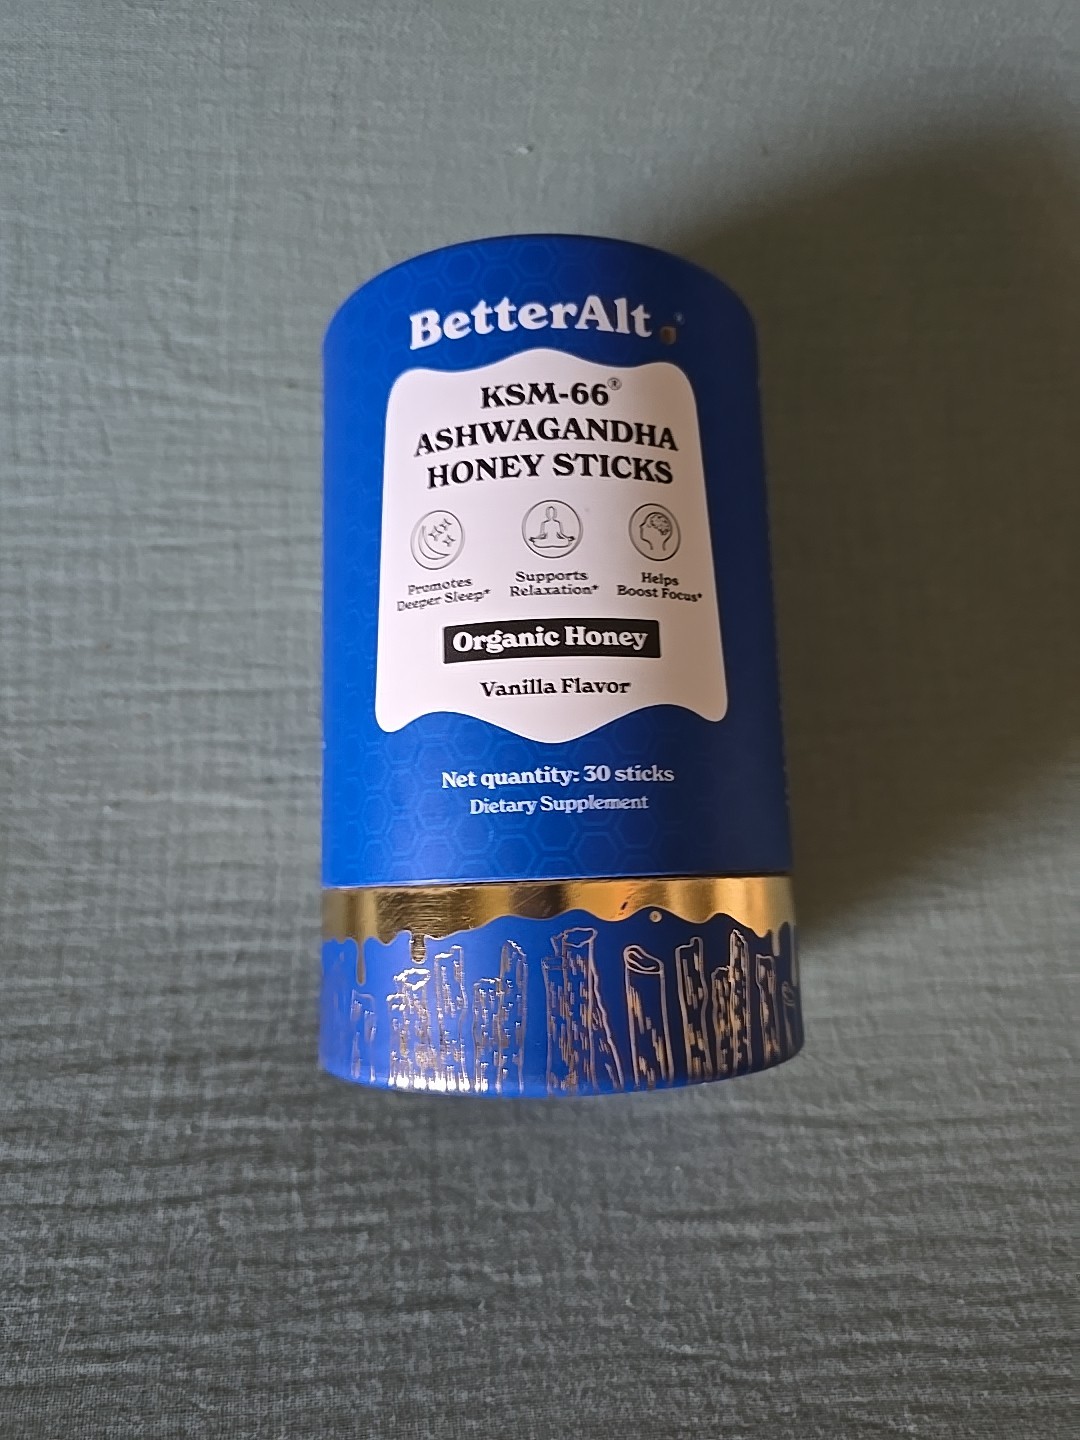 BetterAlt.
KSM-66®
ASHWAGANDHA
HONEY STICKS
Promotes
Deeper Sleep*
Supports
Relaxation*
Helps
Boost Focus*
Organic Honey
Vanilla Flavor
Net quantity: 30 sticks
Dietary Supplement